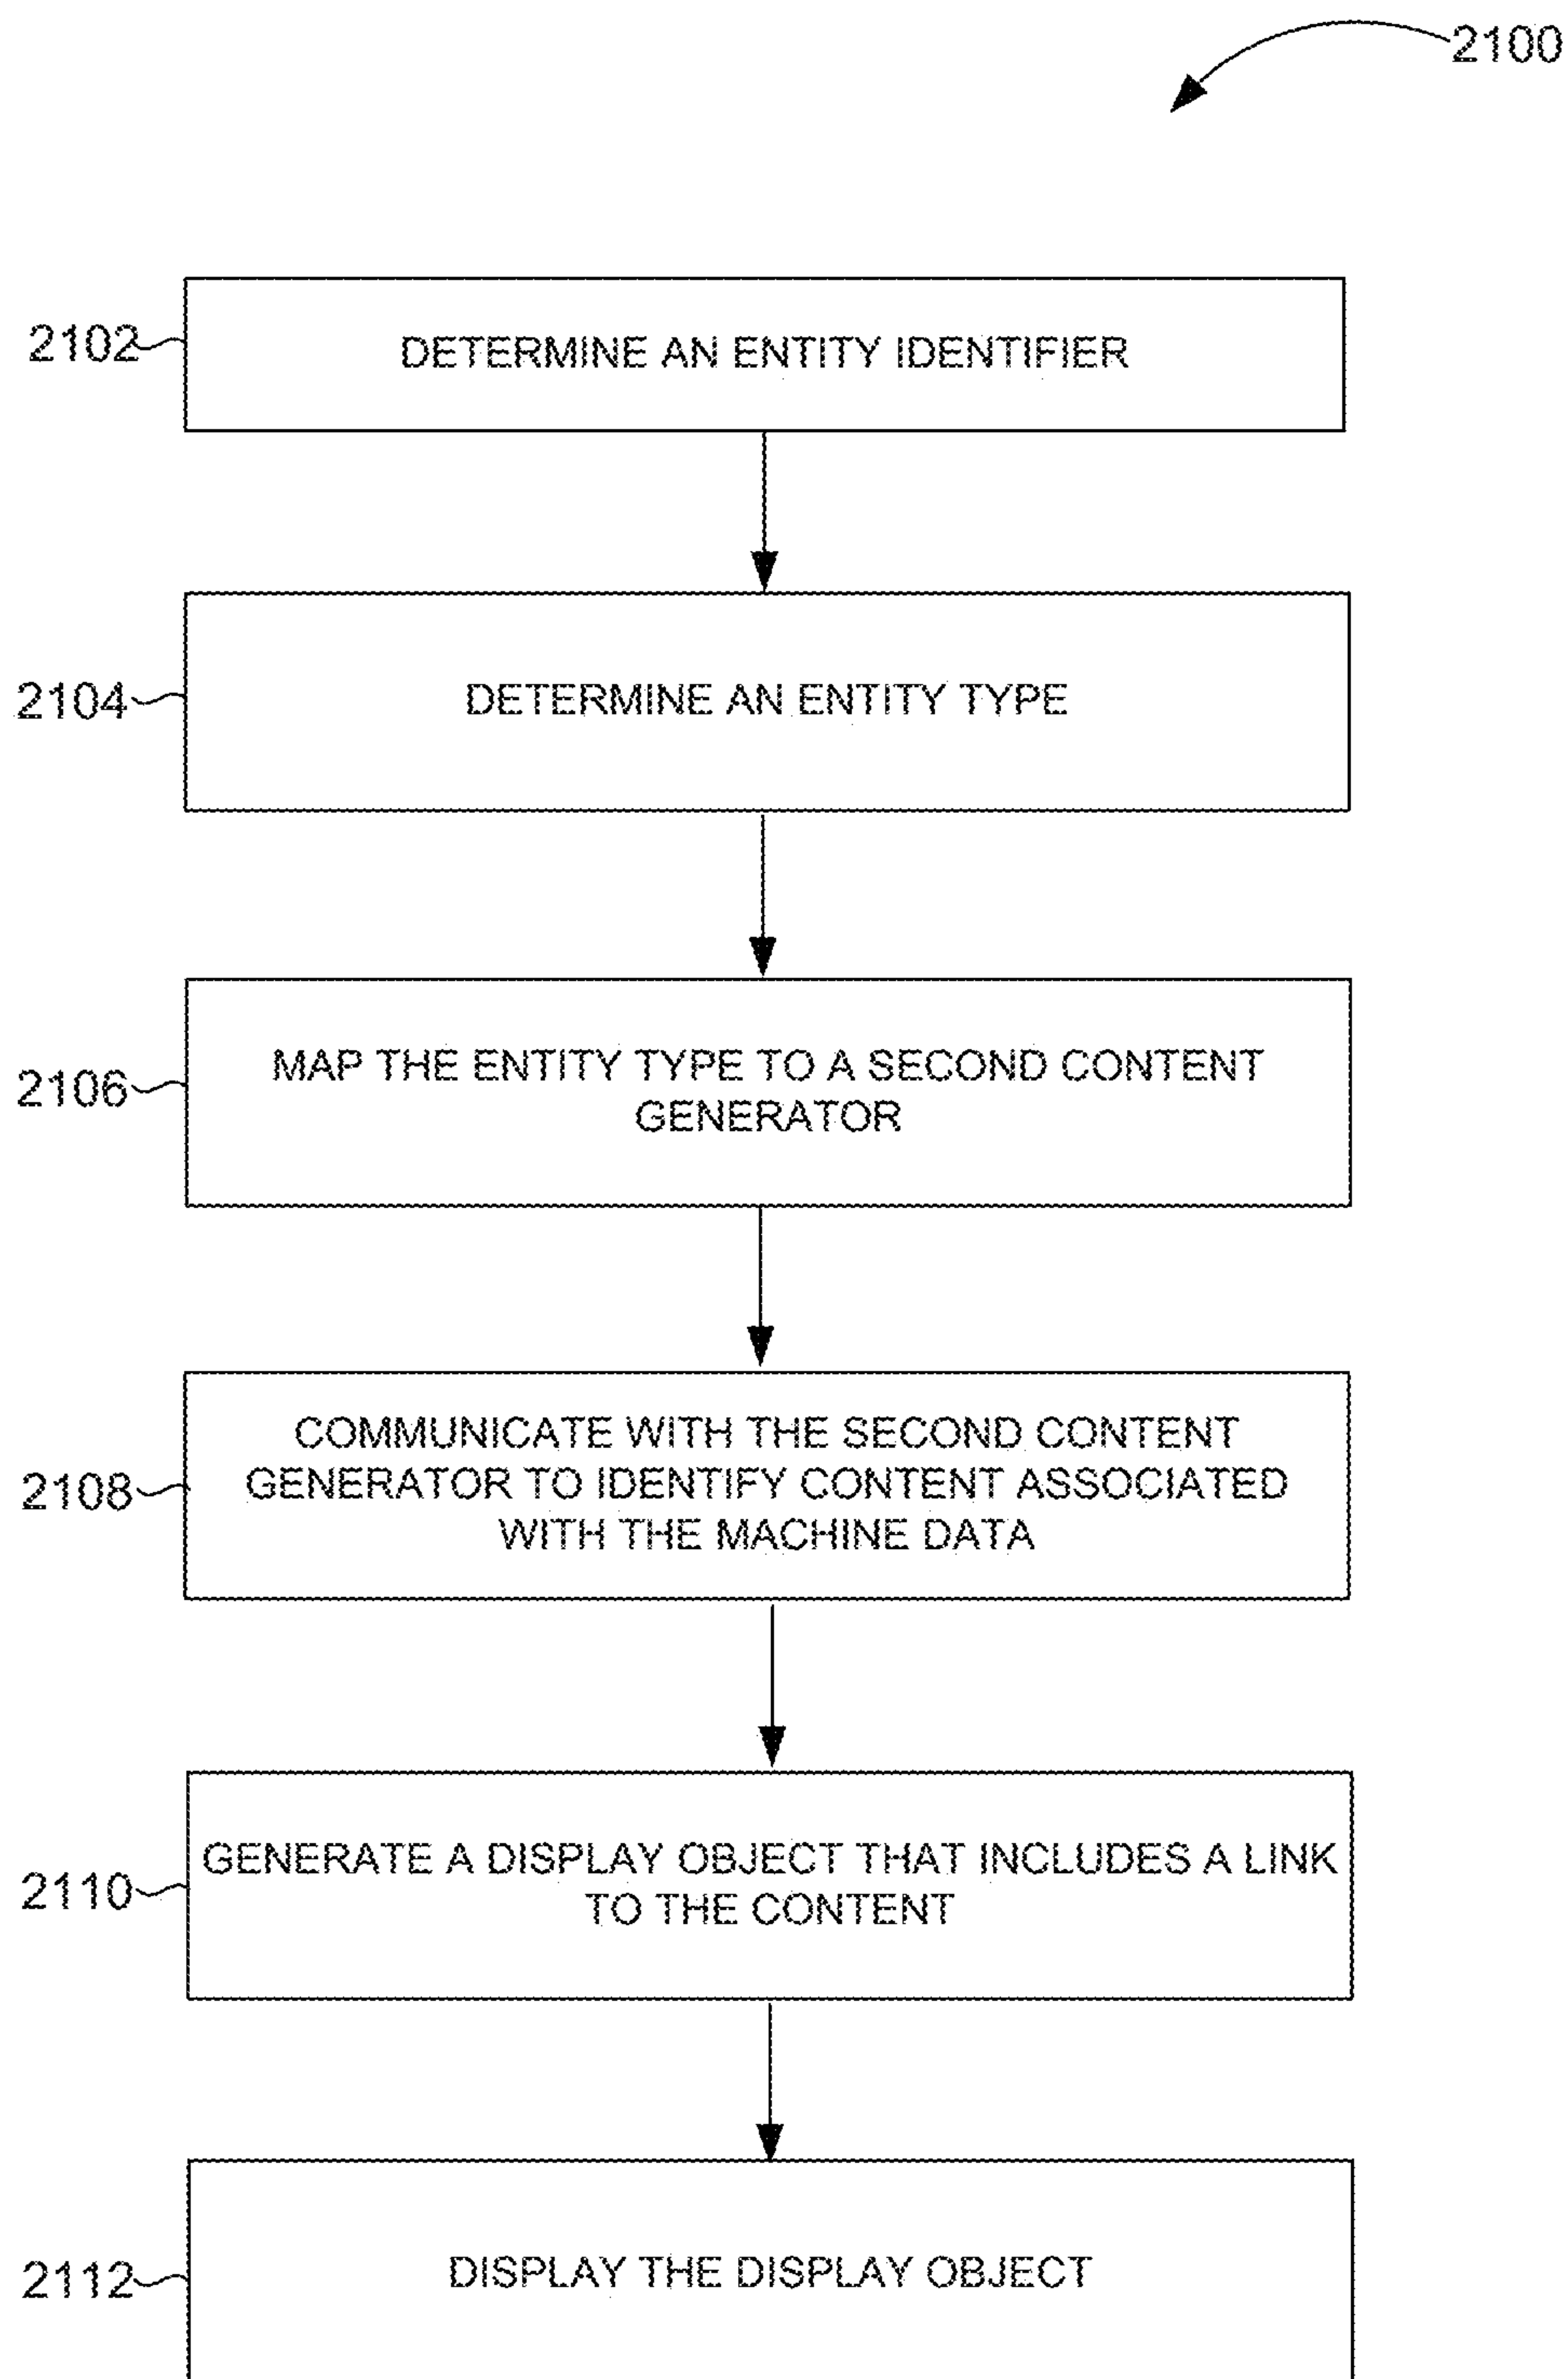 2100
2102
DETERMINE AN ENTITY IDENTIFIER
2104
DETERMINE AN ENTITY TYPE
2106
MAP THE ENTITY TYPE TO A SECOND CONTENT
GENERATOR
2108
COMMUNICATE WITH THE SECOND CONTENT
GENERATOR TO IDENTIFY CONTENT ASSOCIATED
WITH THE MACHINE DATA
2110
GENERATE A DISPLAY OBJECT THAT INCLUDES A LINK
TO THE CONTENT
2112
DISPLAY THE DISPLAY OBJECT